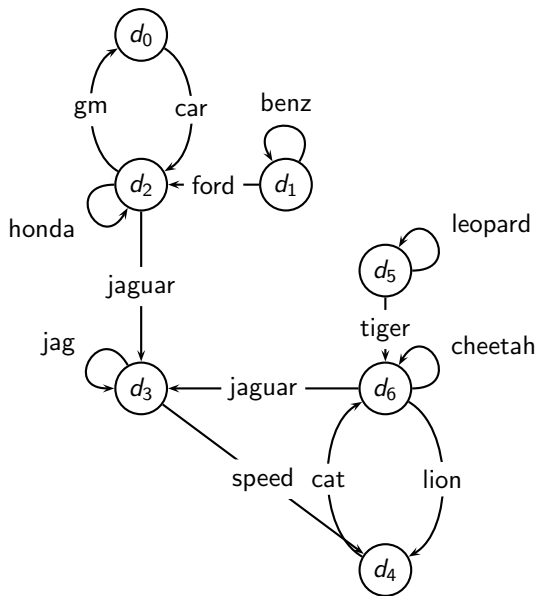 d0
gm
car
benz
d2
ford
d1
honda
leopard
d5
jaguar
tiger
jag
cheetah
d3
jaguar
d6
speed
cat
lion
d4